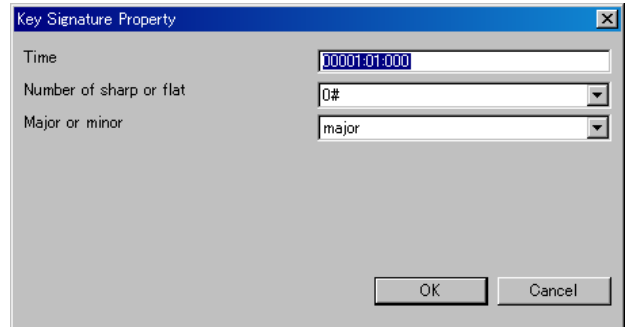 Key Signature Property
Time 00001:01:000
Number of sharp or flat 0#
Major or minor major
OK Cancel